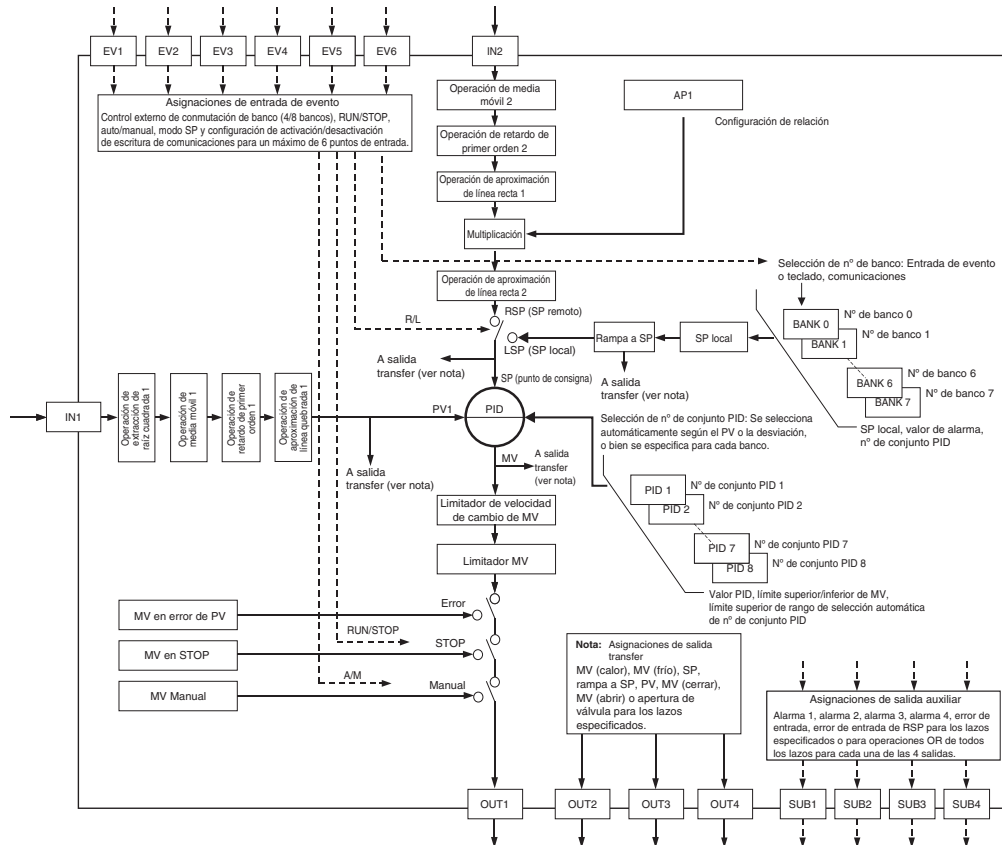 EV1
EV2
EV3
EV4
EV5
EV6
IN2
Asignaciones de entrada de evento
Control externo de conmutación de banco (4/8 bancos), RUN/STOP,
auto/manual, modo SP y configuración de activación/desactivación
de escritura de comunicaciones para un máximo de 6 puntos de entrada.
Operación de media
móvil 2
AP1
Configuración de relación
Operación de retardo de
primer orden 2
Operación de aproximación
de línea recta 1
Multiplicación
Operación de aproximación
de línea recta 2
Selección de nº de banco: Entrada de evento
o teclado, comunicaciones
R/L
RSP (SP remoto)
LSP (SP local)
Rampa a SP
SP local
BANK 0
Nº de banco 0
BANK 1
Nº de banco 1
BANK 6
Nº de banco 6
BANK 7
Nº de banco 7
A salida
transfer (ver nota)
SP (punto de consigna)
A salida
transfer (ver nota)
SP local, valor de alarma,
nº de conjunto PID
IN1
Operación de
extracción de
raíz cuadrada 1
Operación de
media móvil 1
Operación de
retardo de primer
orden 1
Operación de
aproximación de
línea quebrada 1
PV1
PID
Selección de nº de conjunto PID: Se selecciona
automáticamente según el PV o la desviación,
o bien se especifica para cada banco.
A salida
transfer (ver nota)
MV
A salida
transfer
(ver nota)
PID 1
Nº de conjunto PID 1
PID 2
Nº de conjunto PID 2
PID 7
Nº de conjunto PID 7
PID 8
Nº de conjunto PID 8
Limitador de velocidad
de cambio de MV
Limitador MV
Valor PID, límite superior/inferior de MV,
límite superior de rango de selección automática
de nº de conjunto PID
MV en error de PV
Error
RUN/STOP
MV en STOP
STOP
A/M
MV Manual
Manual
Nota: Asignaciones de salida
transfer
MV (calor), MV (frío), SP,
rampa a SP, PV, MV (cerrar),
MV (abrir) o apertura de
válvula para los lazos
especificados.
Asignaciones de salida auxiliar
Alarma 1, alarma 2, alarma 3, alarma 4, error de
entrada, error de entrada de RSP para los lazos
especificados o para operaciones OR de todos
los lazos para cada una de las 4 salidas.
OUT1
OUT2
OUT3
OUT4
SUB1
SUB2
SUB3
SUB4